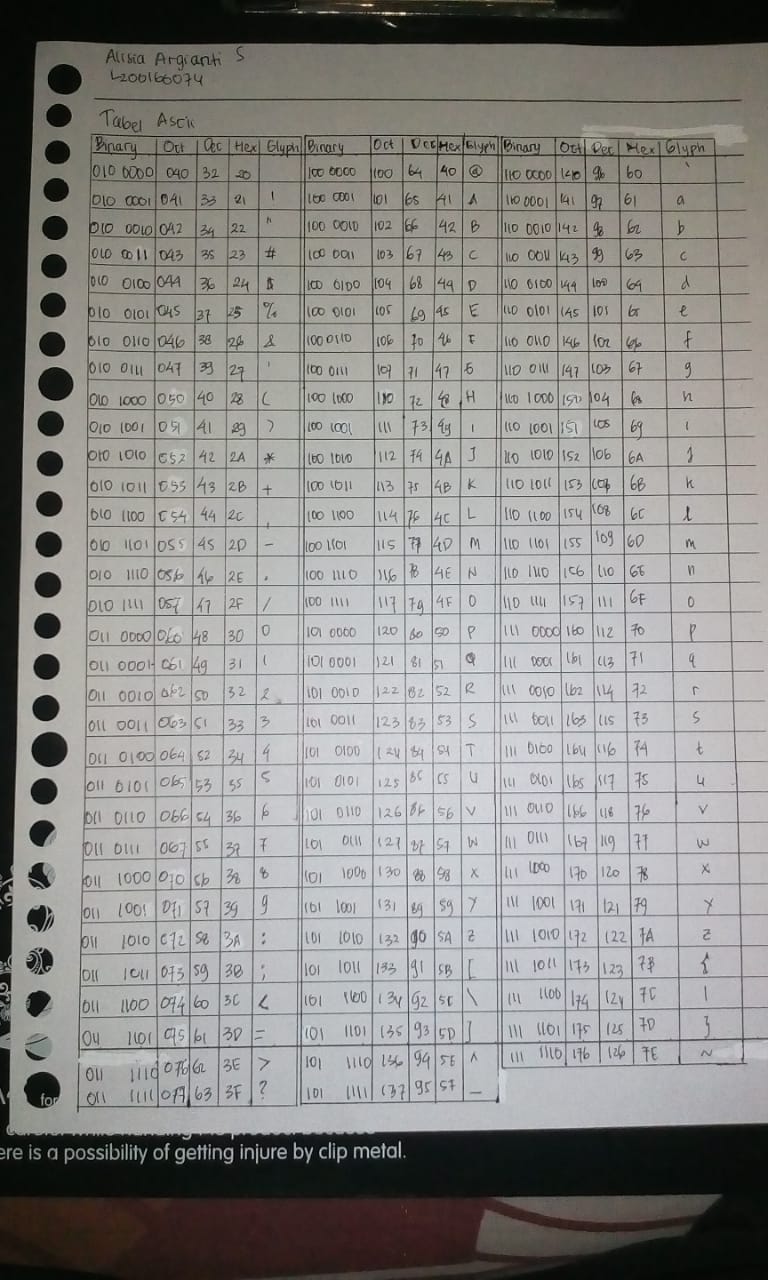 Alisia Argianti S
L200160074
Tabel Ascii
Binary Oct Dec Hex Glyph Binary Oct Dec Hex Glyph Binary Oct Dec Hex Glyph
010 0000 040 32 20 100 0000 100 64 40 @ 110 0000 140 96 60 `
010 0001 041 33 21 ! 100 0001 101 65 41 A 110 0001 141 97 61 a
010 0010 042 34 22 " 100 0010 102 66 42 B 110 0010 142 98 62 b
010 0011 043 35 23 # 100 0011 103 67 43 C 110 0011 143 99 63 c
010 0100 044 36 24 $ 100 0100 104 68 44 D 110 0100 144 100 64 d
010 0101 045 37 25 % 100 0101 105 69 45 E 110 0101 145 101 65 e
010 0110 046 38 26 & 100 0110 106 70 46 F 110 0110 146 102 66 f
010 0111 047 39 27 ' 100 0111 107 71 47 G 110 0111 147 103 67 g
010 1000 050 40 28 ( 100 1000 110 72 48 H 110 1000 150 104 68 h
010 1001 051 41 29 ) 100 1001 111 73 49 I 110 1001 151 105 69 i
010 1010 052 42 2A * 100 1010 112 74 4A J 110 1010 152 106 6A j
010 1011 053 43 2B + 100 1011 113 75 4B K 110 1011 153 6B k
010 1100 054 44 2C , 100 1100 114 76 4C L 110 1100 154 108 6C l
010 1101 055 45 2D - 100 1101 115 77 4D M 110 1101 155 109 6D m
010 1110 056 46 2E . 100 1110 116 78 4E N 110 1110 156 110 6E n
010 1111 057 47 2F / 100 1111 117 79 4F O 110 1111 157 111 6F o
011 0000 060 48 30 0 101 0000 120 80 50 P 111 0000 160 112 70 p
011 0001 061 49 31 1 101 0001 121 81 51 Q 111 0001 161 113 71 q
011 0010 062 50 32 2 101 0010 122 82 52 R 111 0010 162 114 72 r
011 0011 063 51 33 3 101 0011 123 83 53 S 111 0011 163 115 73 s
011 0100 064 52 34 4 101 0100 124 84 54 T 111 0100 164 116 74 t
011 0101 065 53 35 5 101 0101 125 85 55 U 111 0101 165 117 75 u
011 0110 066 54 36 6 101 0110 126 86 56 V 111 0110 166 118 76 v
011 0111 067 55 37 7 101 0111 127 87 57 W 111 0111 167 119 77 w
011 1000 070 56 38 8 101 1000 130 88 58 X 111 1000 170 120 78 x
011 1001 071 57 39 9 101 1001 131 89 59 Y 111 1001 171 121 79 y
011 1010 072 58 3A : 101 1010 132 90 5A Z 111 1010 172 122 7A z
011 1011 073 59 3B ; 101 1011 133 91 5B [ 111 1011 173 123 7B {
011 1100 074 60 3C < 101 1100 134 92 5C \ 111 1100 174 124 7C |
011 1101 075 61 3D = 101 1101 135 93 5D ] 111 1101 175 125 7D }
011 1110 076 62 3E > 101 1110 136 94 5E ^ 111 1110 176 126 7E ~
011 1111 077 63 3F ? 101 1111 137 95 5F _
for
ere is a possibility of getting injure by clip metal.